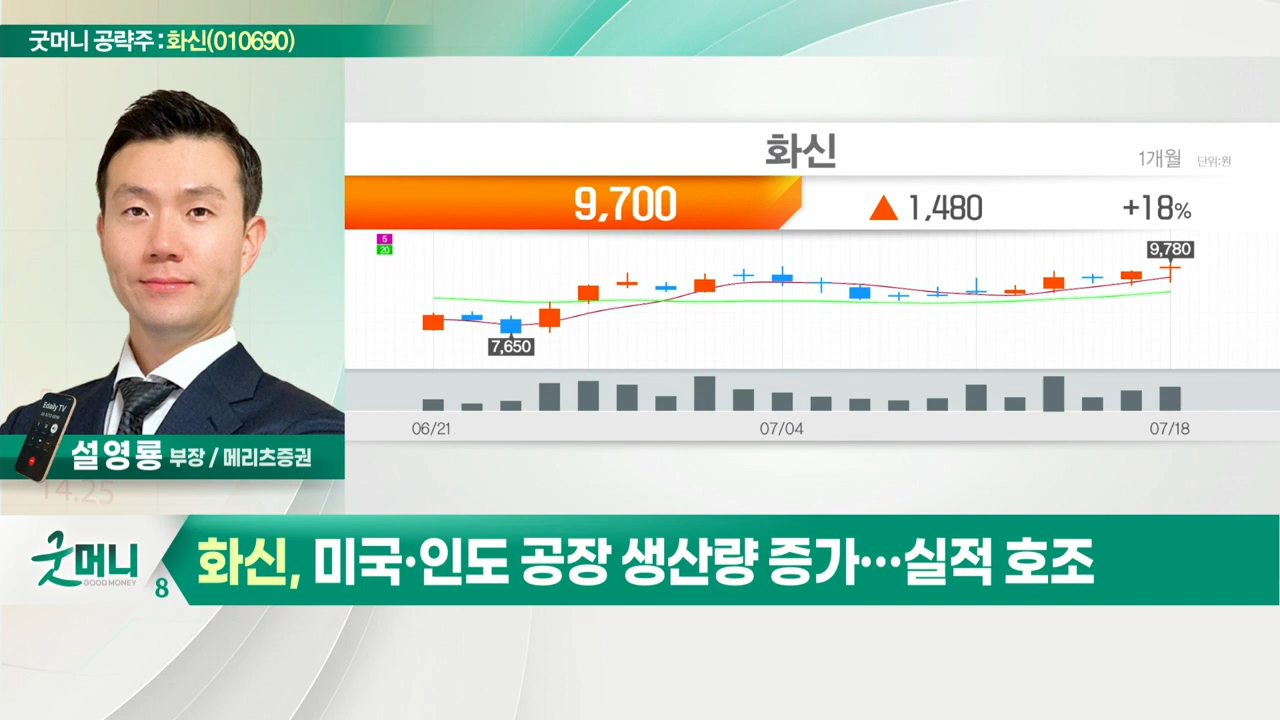 굿머니 공략주 : 화신(010690)
화신
1개월 단위:원
9,700 ▲ 1,480 +18%
5
20
9,780
7,650
06/21 07/04 07/18
Edaily TV
설영룡 부장 / 메리츠증권
14.25
굿머니
GOOD MONEY
8
화신, 미국·인도 공장 생산량 증가…실적 호조